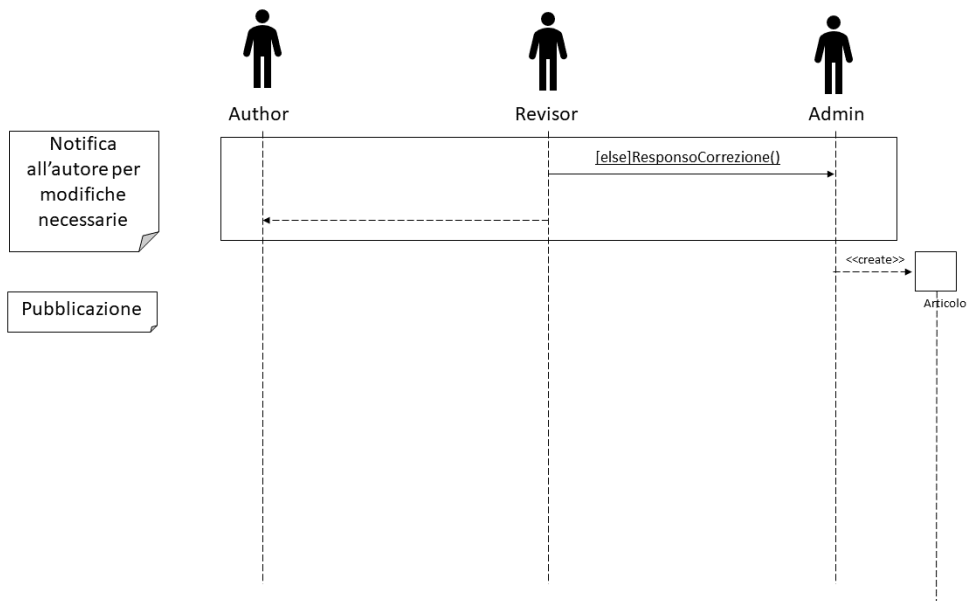 Author
Revisor
Admin
Notifica
all'autore per
modifiche
necessarie
[else]ResponsoCorrezione()
<<create>>
Articolo
Pubblicazione